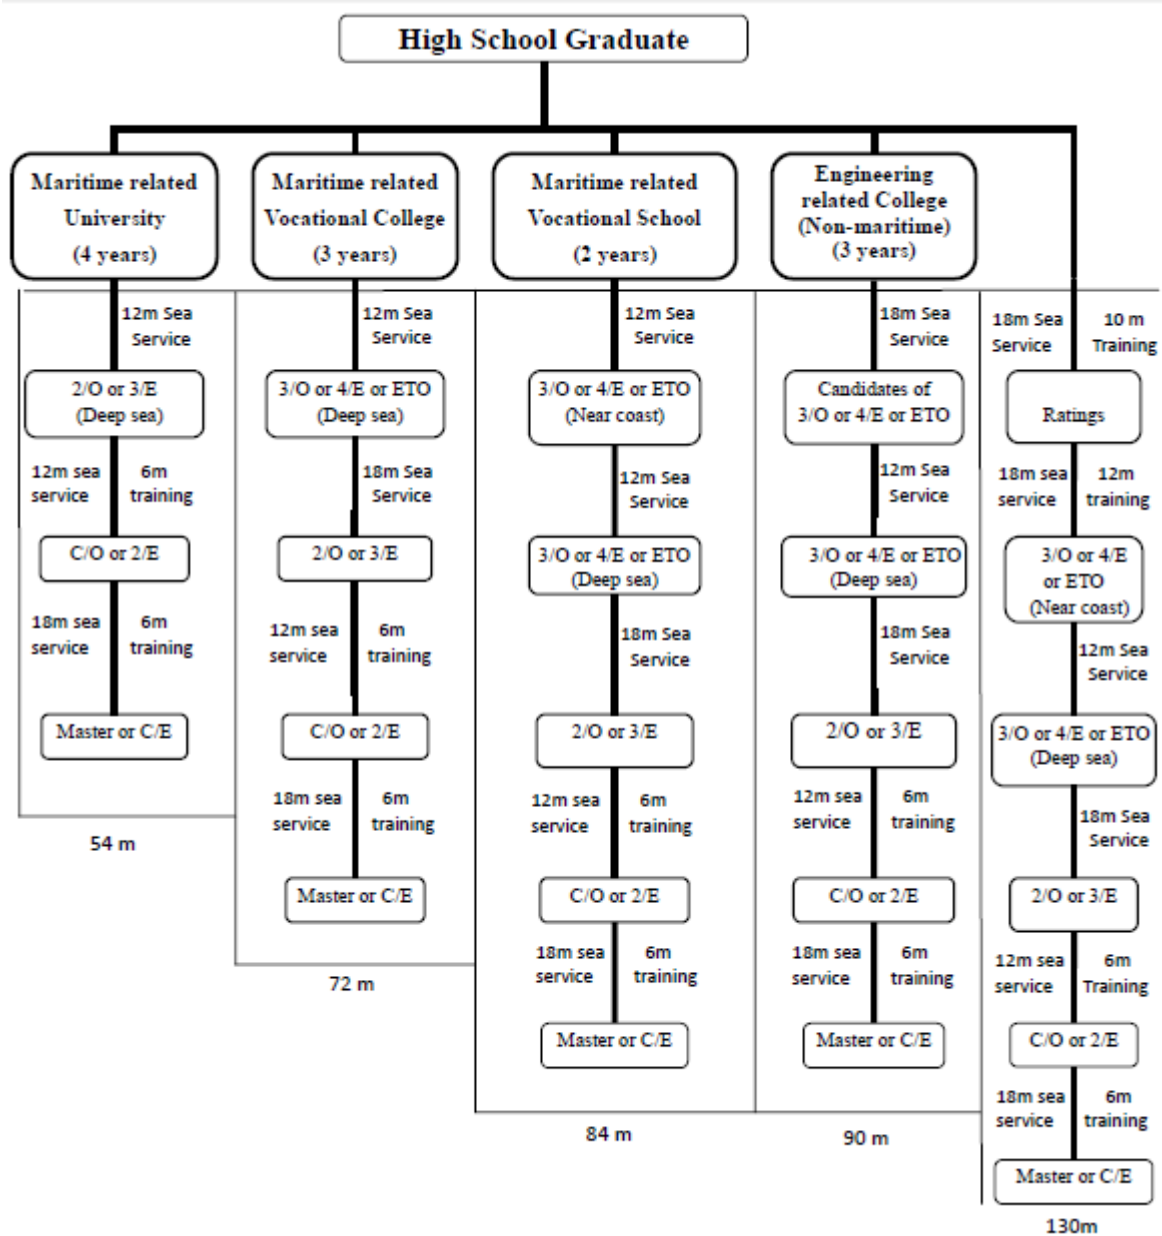 High School Graduate
Maritime related
University
(4 years)
12m Sea
Service
2/O or 3/E
(Deep sea)
12m sea
service
6m
training
C/O or 2/E
18m sea
service
6m
training
Master or C/E
54 m
Maritime related
Vocational College
(3 years)
12m Sea
Service
3/O or 4/E or ETO
(Deep sea)
18m Sea
Service
2/O or 3/E
12m sea
service
6m
training
C/O or 2/E
18m sea
service
6m
training
Master or C/E
72 m
Maritime related
Vocational School
(2 years)
12m Sea
Service
3/O or 4/E or ETO
(Near coast)
12m Sea
Service
3/O or 4/E or ETO
(Deep sea)
18m Sea
Service
2/O or 3/E
12m sea
service
6m
training
C/O or 2/E
18m sea
service
6m
training
Master or C/E
84 m
Engineering
related College
(Non-maritime)
(3 years)
18m Sea
Service
Candidates of
3/O or 4/E or ETO
12m Sea
Service
3/O or 4/E or ETO
(Deep sea)
18m Sea
Service
2/O or 3/E
12m sea
service
6m
training
C/O or 2/E
18m sea
service
6m
training
Master or C/E
90 m
18m Sea
Service
10 m
Training
Ratings
18m sea
service
12m
training
3/O or 4/E
or ETO
(Near coast)
12m Sea
Service
3/O or 4/E or ETO
(Deep sea)
18m Sea
Service
2/O or 3/E
12m sea
service
6m
Training
C/O or 2/E
18m sea
service
6m
training
Master or C/E
130m